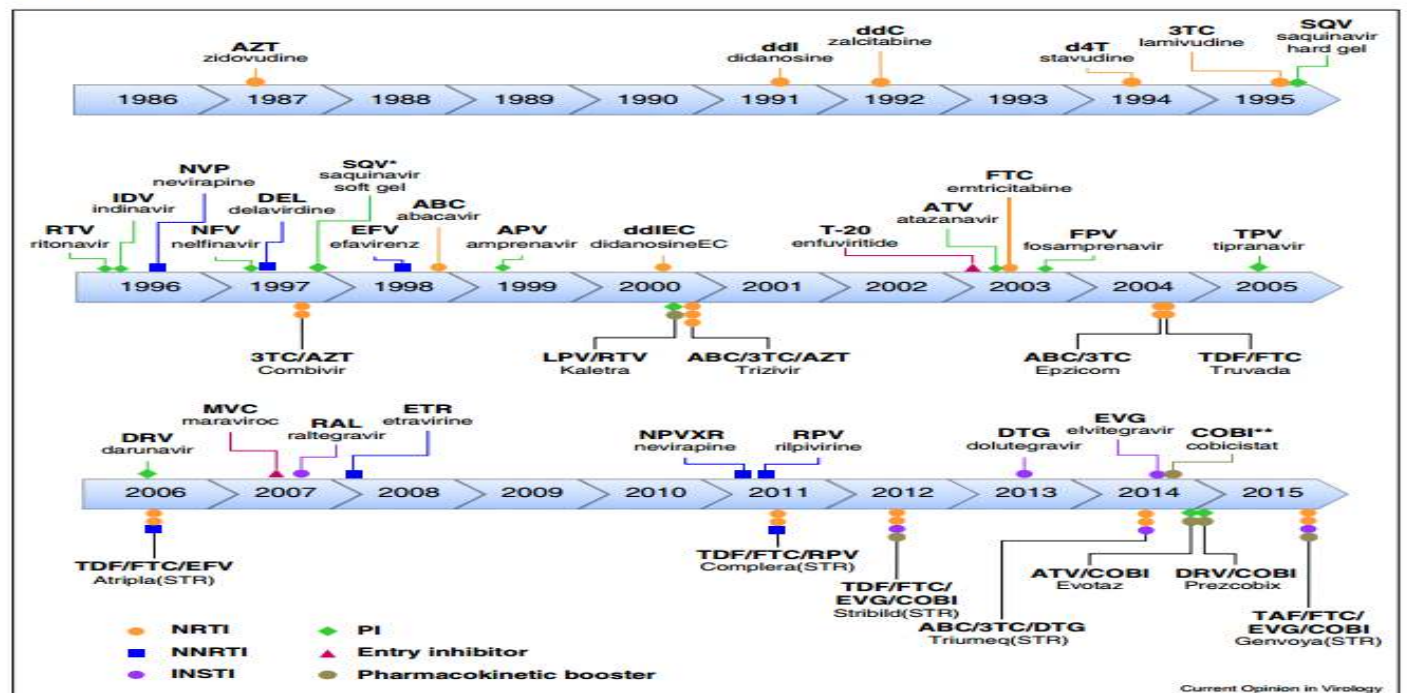 AZT
zidovudine
ddI
didanosine
ddC
zalcitabine
d4T
stavudine
3TC
lamivudine
SQV
saquinavir
hard gel
1986 1987 1988 1989 1990 1991 1992 1993 1994 1995
RTV
ritonavir
IDV
indinavir
NVP
nevirapine
NFV
nelfinavir
DEL
delavirdine
SQV*
saquinavir
soft gel
EFV
efavirenz
ABC
abacavir
APV
amprenavir
ddIEC
didanosineEC
T-20
enfuviritide
ATV
atazanavir
FTC
emtricitabine
FPV
fosamprenavir
TPV
tipranavir
1996 1997 1998 1999 2000 2001 2002 2003 2004 2005
3TC/AZT
Combivir
LPV/RTV
Kaletra
ABC/3TC/AZT
Trizivir
ABC/3TC
Epzicom
TDF/FTC
Truvada
DRV
darunavir
MVC
maraviroc
RAL
raltegravir
ETR
etravirine
NPVXR
nevirapine
RPV
rilpivirine
DTG
dolutegravir
EVG
elvitegravir
COBI**
cobicistat
2006 2007 2008 2009 2010 2011 2012 2013 2014 2015
TDF/FTC/EFV
Atripla(STR)
TDF/FTC/RPV
Complera(STR)
TDF/FTC/
EVG/COBI
Stribild(STR)
ABC/3TC/DTG
Triumeq(STR)
ATV/COBI
Evotaz
DRV/COBI
Prezcobix
TAF/FTC/
EVG/COBI
Genvoya(STR)
NRTI
NNRTI
INSTI
PI
Entry inhibitor
Pharmacokinetic booster
Current Opinion in Virology